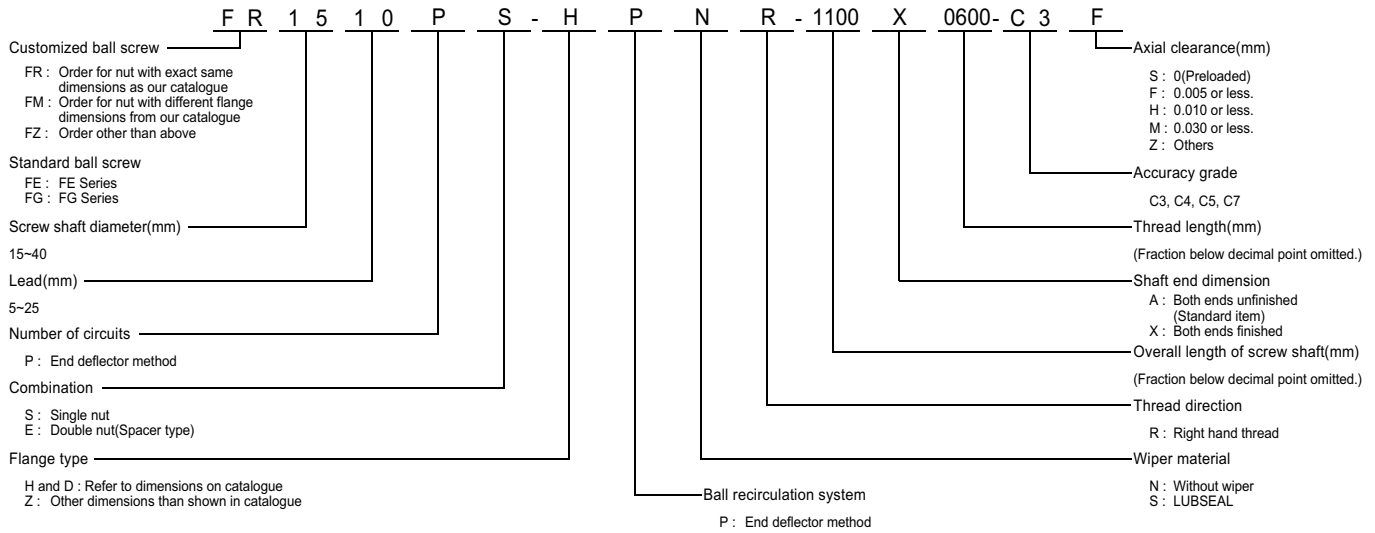 F R 1 5 1 0 P S - H P N R - 1100 X 0600 - C 3 F
Customized ball screw
FR : Order for nut with exact same
dimensions as our catalogue
FM : Order for nut with different flange
dimensions from our catalogue
FZ : Order other than above
Standard ball screw
FE : FE Series
FG : FG Series
Screw shaft diameter(mm)
15~40
Lead(mm)
5~25
Number of circuits
P : End deflector method
Combination
S : Single nut
E : Double nut(Spacer type)
Flange type
H and D : Refer to dimensions on catalogue
Z : Other dimensions than shown in catalogue
Ball recirculation system
P : End deflector method
Axial clearance(mm)
S : 0(Preloaded)
F : 0.005 or less.
H : 0.010 or less.
M : 0.030 or less.
Z : Others
Accuracy grade
C3, C4, C5, C7
Thread length(mm)
(Fraction below decimal point omitted.)
Shaft end dimension
A : Both ends unfinished
(Standard item)
X : Both ends finished
Overall length of screw shaft(mm)
(Fraction below decimal point omitted.)
Thread direction
R : Right hand thread
Wiper material
N : Without wiper
S : LUBSEAL